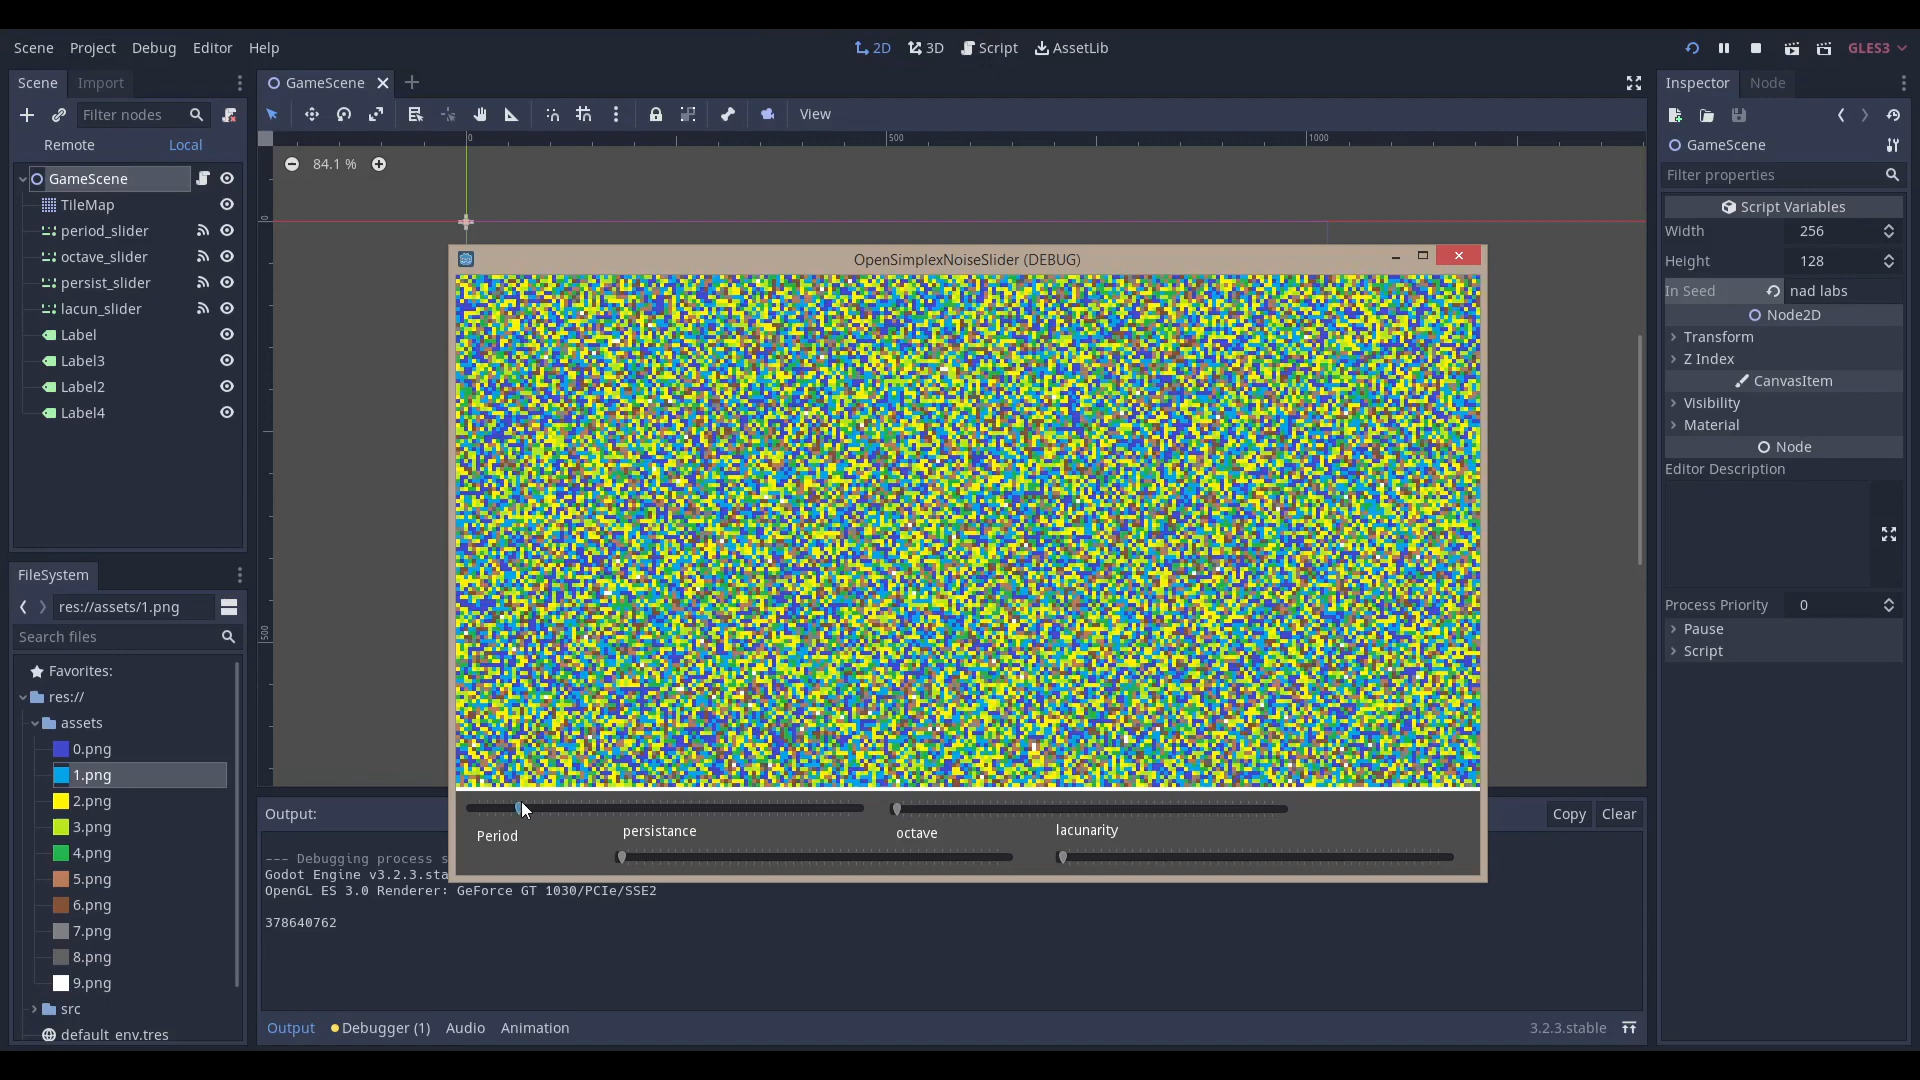 Scene Project Debug Editor Help
2D 3D Script AssetLib
GLES3
Scene Import
Filter nodes
Remote Local
GameScene
TileMap
period_slider
octave_slider
persist_slider
lacun_slider
Label
Label3
Label2
Label4
FileSystem
res://assets/1.png
Search files
Favorites:
res://
assets
0.png
1.png
2.png
3.png
4.png
5.png
6.png
7.png
8.png
9.png
src
default_env.tres
GameScene
View
0 500 1000
84.1 %
0
500
OpenSimplexNoiseSlider (DEBUG)
Period
persistance
octave
lacunarity
Output:
Copy Clear
--- Debugging process s
Godot Engine v3.2.3.sta
OpenGL ES 3.0 Renderer: GeForce GT 1030/PCIe/SSE2
378640762
Output Debugger (1) Audio Animation
3.2.3.stable
Inspector Node
GameScene
Filter properties
Script Variables
Width 256
Height 128
In Seed nad labs
Node2D
Transform
Z Index
CanvasItem
Visibility
Material
Node
Editor Description
Process Priority 0
Pause
Script